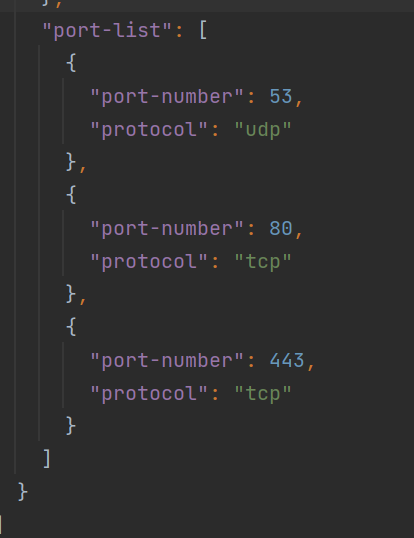 },
"port-list": [
{
"port-number": 53,
"protocol": "udp"
},
{
"port-number": 80,
"protocol": "tcp"
},
{
"port-number": 443,
"protocol": "tcp"
}
]
}